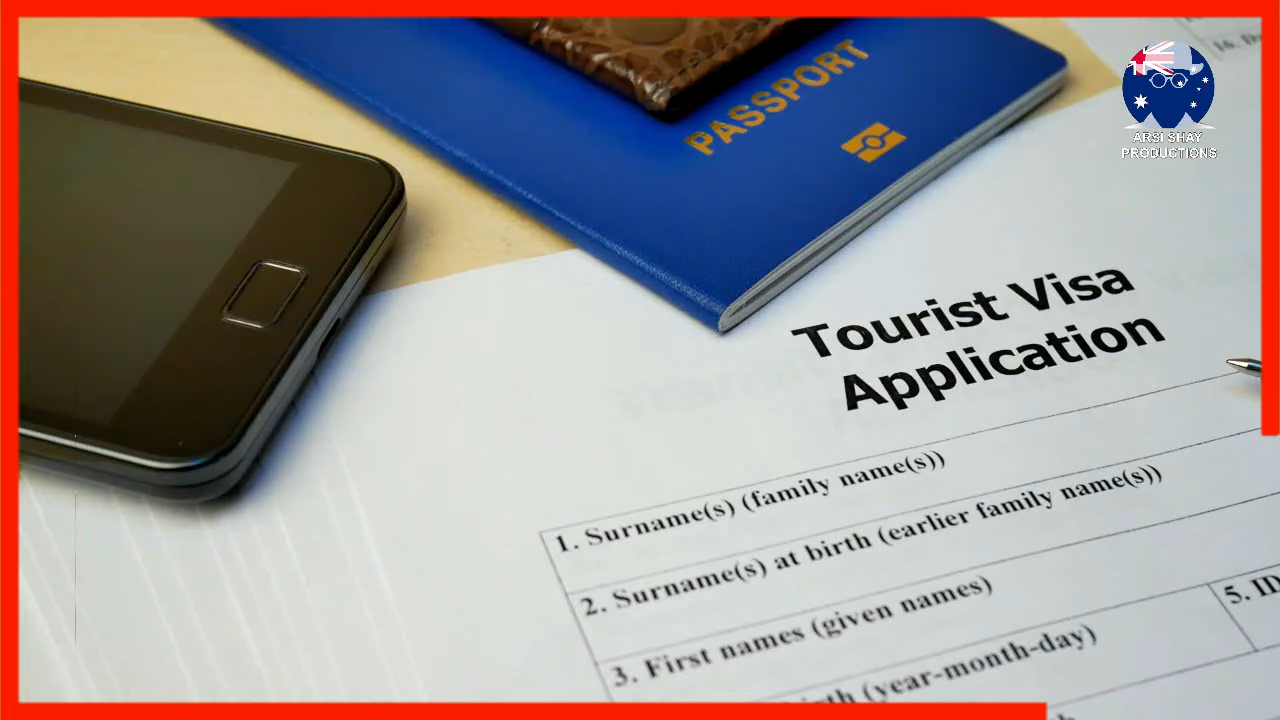 PASSPORT
ARSI SHAY
PRODUCTIONS
Tourist Visa
Application
1. Surname(s) (family name(s))
2. Surname(s) at birth (earlier family name(s))
3. First names (given names)
5. ID
(year-month-day)